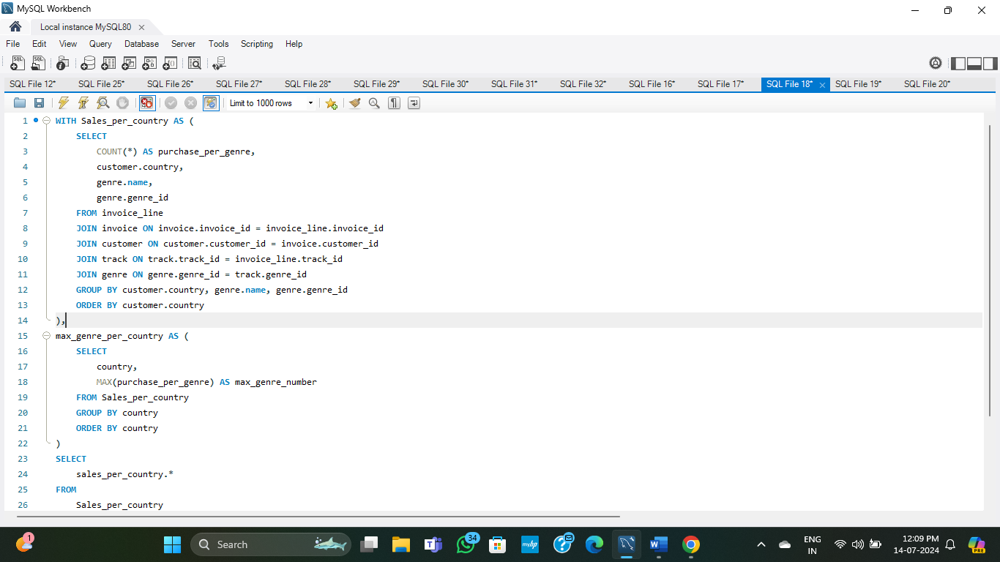 MySQL Workbench
Local instance MySQL80
File Edit View Query Database Server Tools Scripting Help
SQL File 12* SQL File 25* SQL File 26* SQL File 27* SQL File 28* SQL File 29* SQL File 30* SQL File 31* SQL File 32* SQL File 16* SQL File 17* SQL File 18* SQL File 19* SQL File 20*
Limit to 1000 rows
1 WITH Sales_per_country AS (
2 SELECT
3 COUNT(*) AS purchase_per_genre,
4 customer.country,
5 genre.name,
6 genre.genre_id
7 FROM invoice_line
8 JOIN invoice ON invoice.invoice_id = invoice_line.invoice_id
9 JOIN customer ON customer.customer_id = invoice.customer_id
10 JOIN track ON track.track_id = invoice_line.track_id
11 JOIN genre ON genre.genre_id = track.genre_id
12 GROUP BY customer.country, genre.name, genre.genre_id
13 ORDER BY customer.country
14 ),
15 max_genre_per_country AS (
16 SELECT
17 country,
18 MAX(purchase_per_genre) AS max_genre_number
19 FROM Sales_per_country
20 GROUP BY country
21 ORDER BY country
22 )
23 SELECT
24 sales_per_country.*
25 FROM
26 Sales_per_country
1 Search 34 myhp W PRE
ENG
IN
12:09 PM
14-07-2024